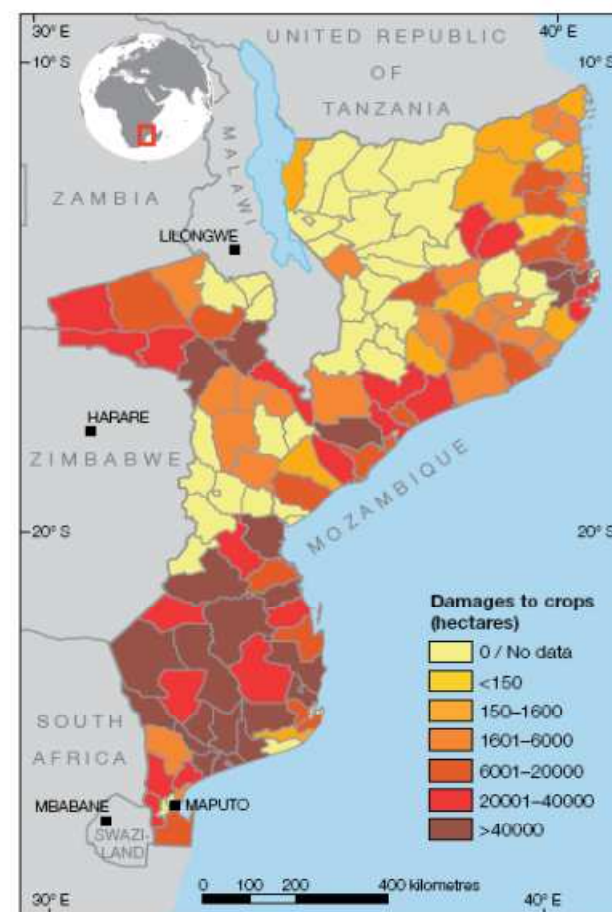 30° E
40° E
10° S
10° S
UNITED REPUBLIC
OF
TANZANIA
MALAWI
ZAMBIA
LILONGWE
HARARE
ZIMBABWE
MOZAMBIQUE
20° S
20° S
Damages to crops
(hectares)
0 / No data
<150
150–1600
1601–6000
6001–20000
20001–40000
>40000
SOUTH
AFRICA
MBABANE
MAPUTO
SWAZI-
LAND
0 100 200 400 kilometres
30° E
40° E